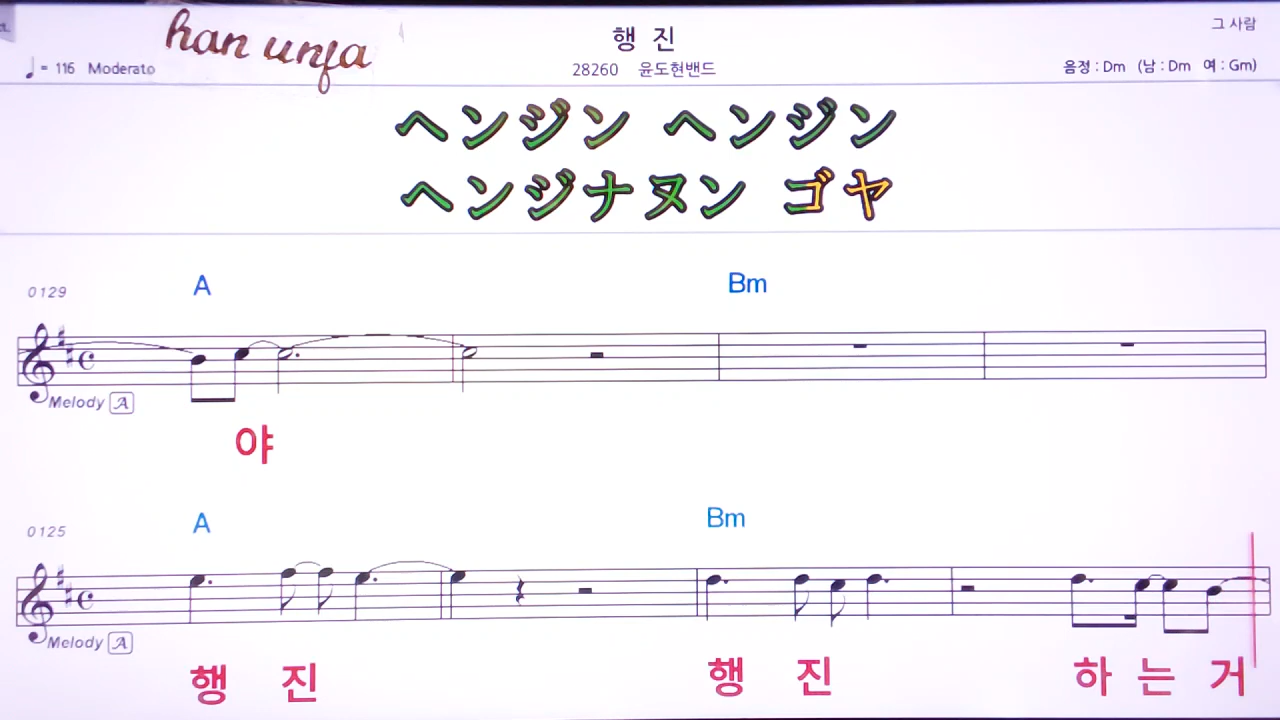 han unja
행 진
그 사람
♩= 116 Moderato
28260 윤도현밴드
음정 : Dm (남 : Dm 여 : Gm)
ヘンジン ヘンジン
ヘンジナヌン ゴヤ
0129
A Bm
Melody A
야
0125
A Bm
Melody A
행 진 행 진 하 는 거